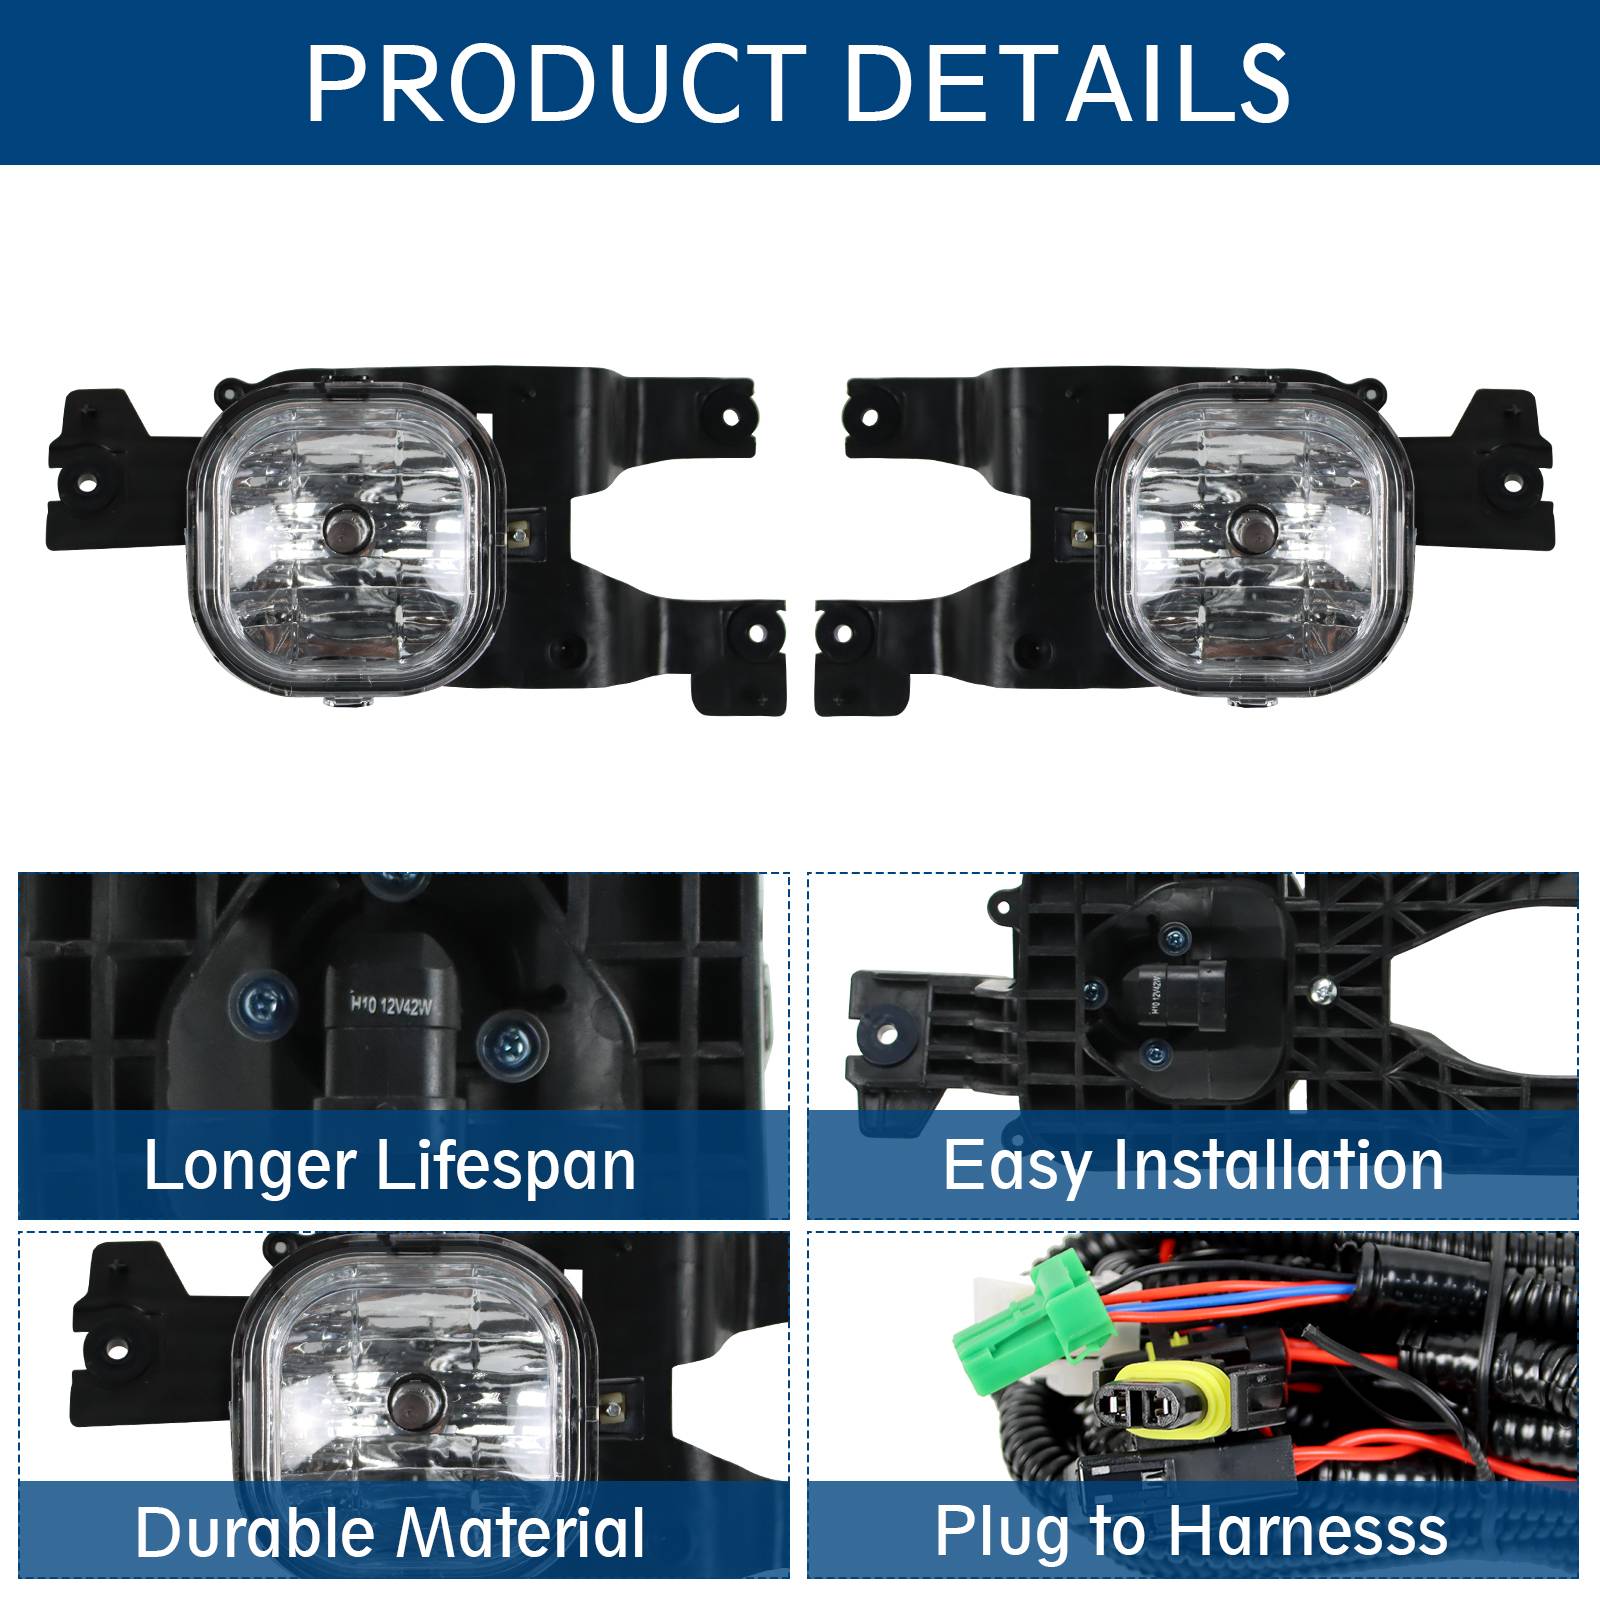 PRODUCT DETAILS
H10 12V42W
H10 12V42W
Longer Lifespan
Easy Installation
Durable Material
Plug to Harnesss